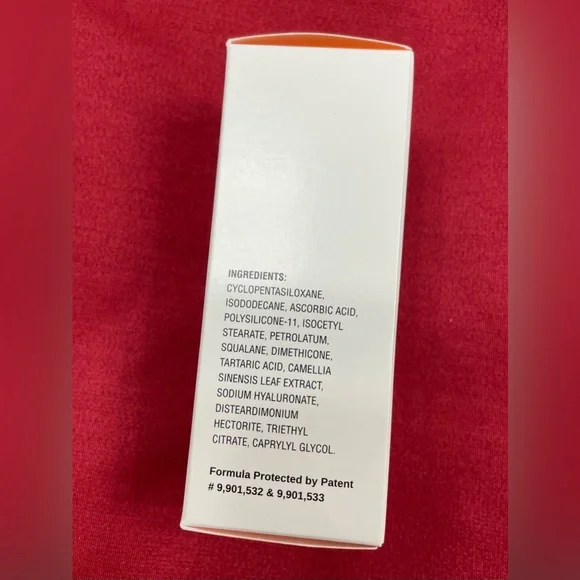 INGREDIENTS:
CYCLOPENTASILOXANE,
ISODODECANE, ASCORBIC ACID,
POLYSILICONE-11, ISOCETYL
STEARATE, PETROLATUM,
SQUALANE, DIMETHICONE,
TARTARIC ACID, CAMELLIA
SINENSIS LEAF EXTRACT,
SODIUM HYALURONATE,
DISTEARDIMONIUM
HECTORITE, TRIETHYL
CITRATE, CAPRYLYL GLYCOL.
Formula Protected by Patent
# 9,901,532 & 9,901,533